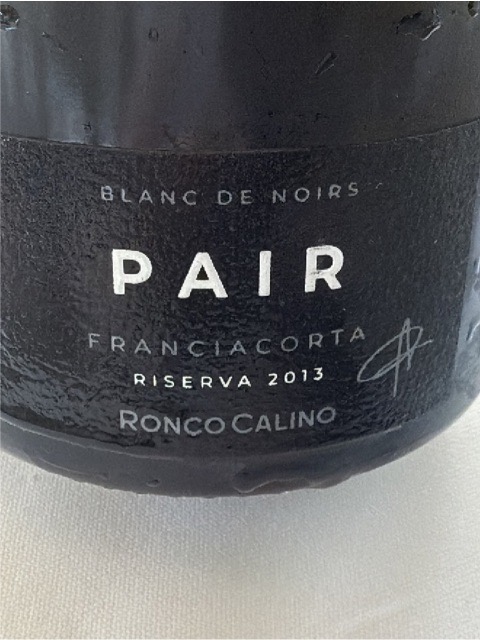 BLANC DE NOIRS
PAIR
FRANCIACORTA
RISERVA 2013
RONCO CALINO